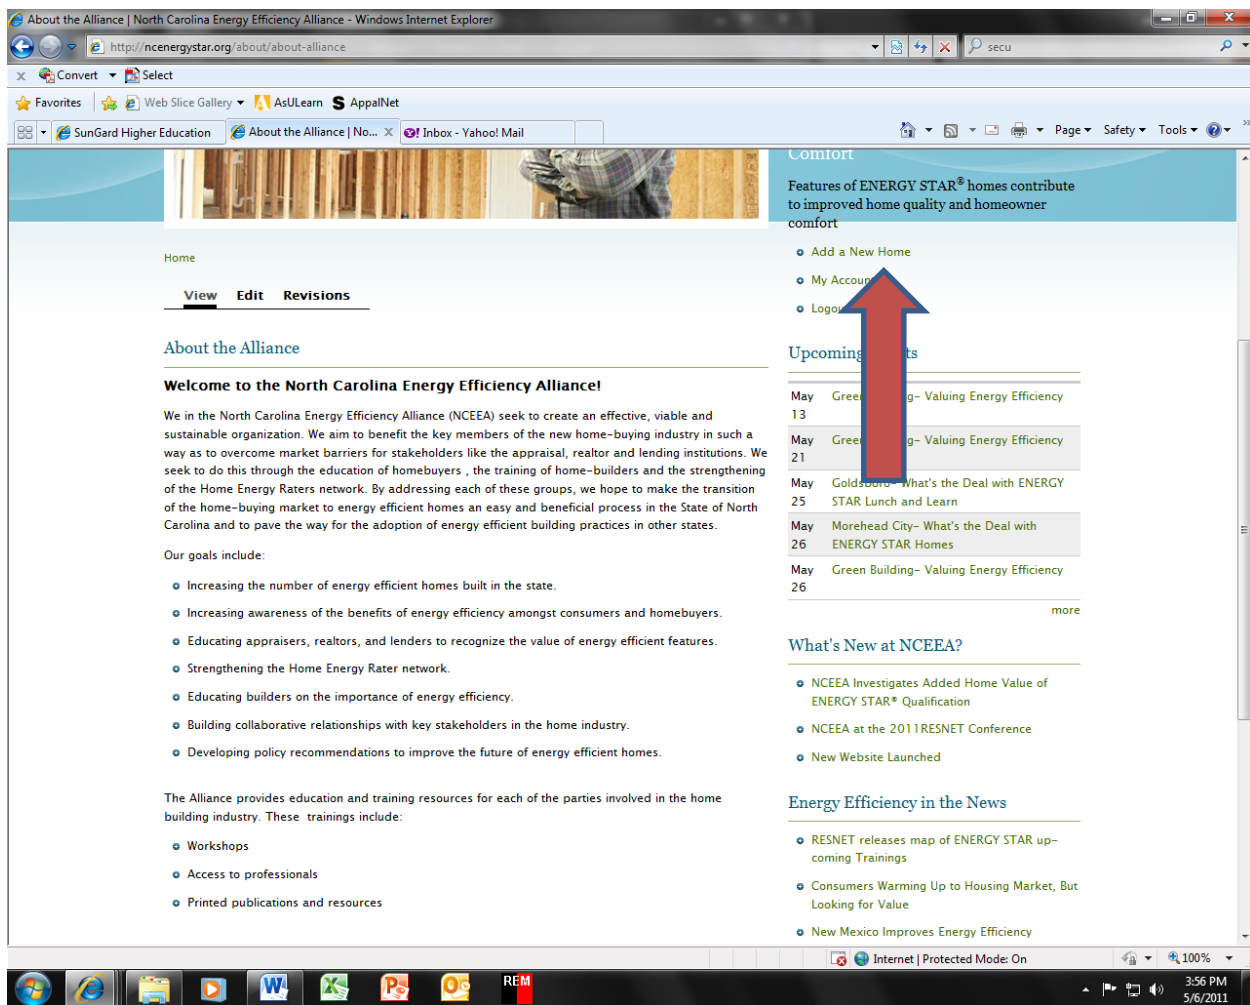 About the Alliance | North Carolina Energy Efficiency Alliance - Windows Internet Explorer
http://ncenergystar.org/about/about-alliance
secu
x Convert Select
Favorites Web Slice Gallery AsULearn S AppalNet
SunGard Higher Education About the Alliance | No... X Inbox - Yahoo! Mail
Page Safety Tools
Home
View Edit Revisions
About the Alliance
Welcome to the North Carolina Energy Efficiency Alliance!
We in the North Carolina Energy Efficiency Alliance (NCEEA) seek to create an effective, viable and
sustainable organization. We aim to benefit the key members of the new home-buying industry in such a
way as to overcome market barriers for stakeholders like the appraisal, realtor and lending institutions. We
seek to do this through the education of homebuyers , the training of home-builders and the strengthening
of the Home Energy Raters network. By addressing each of these groups, we hope to make the transition
of the home-buying market to energy efficient homes an easy and beneficial process in the State of North
Carolina and to pave the way for the adoption of energy efficient building practices in other states.
Our goals include:
Increasing the number of energy efficient homes built in the state.
Increasing awareness of the benefits of energy efficiency amongst consumers and homebuyers.
Educating appraisers, realtors, and lenders to recognize the value of energy efficient features.
Strengthening the Home Energy Rater network.
Educating builders on the importance of energy efficiency.
Building collaborative relationships with key stakeholders in the home industry.
Developing policy recommendations to improve the future of energy efficient homes.
The Alliance provides education and training resources for each of the parties involved in the home
building industry. These trainings include:
Workshops
Access to professionals
Printed publications and resources
Comfort
Features of ENERGY STAR® homes contribute
to improved home quality and homeowner
comfort
Add a New Home
My
Upcoming
May Valuing Energy Efficiency
13
May Valuing Energy Efficiency
21
May What's the Deal with ENERGY
25 STAR Lunch and Learn
May Morehead City- What's the Deal with
26 ENERGY STAR Homes
May Green Building- Valuing Energy Efficiency
26
more
What's New at NCEEA?
NCEEA Investigates Added Home Value of
ENERGY STAR® Qualification
NCEEA at the 2011RESNET Conference
New Website Launched
Energy Efficiency in the News
RESNET releases map of ENERGY STAR up-
coming Trainings
Consumers Warming Up to Housing Market, But
Looking for Value
New Mexico Improves Energy Efficiency
Internet | Protected Mode: On 100%
REM
3:56 PM
5/6/2011